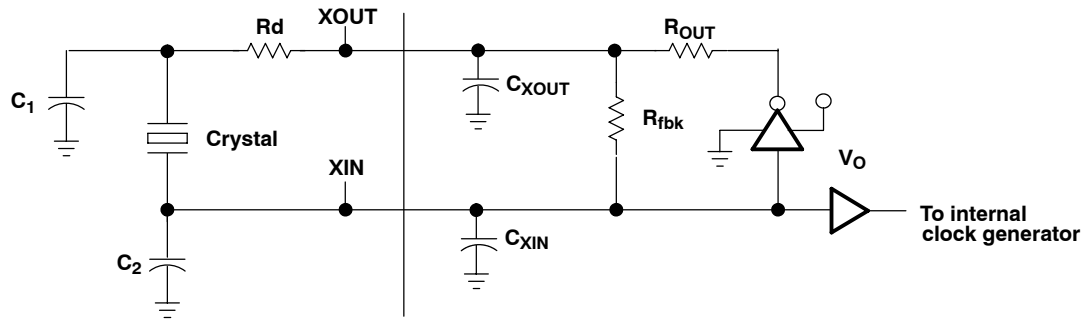 XOUT
Rd
ROUT
C1
CXOUT
Rfbk
Crystal
XIN
VO
C2
CXIN
To internal
clock generator